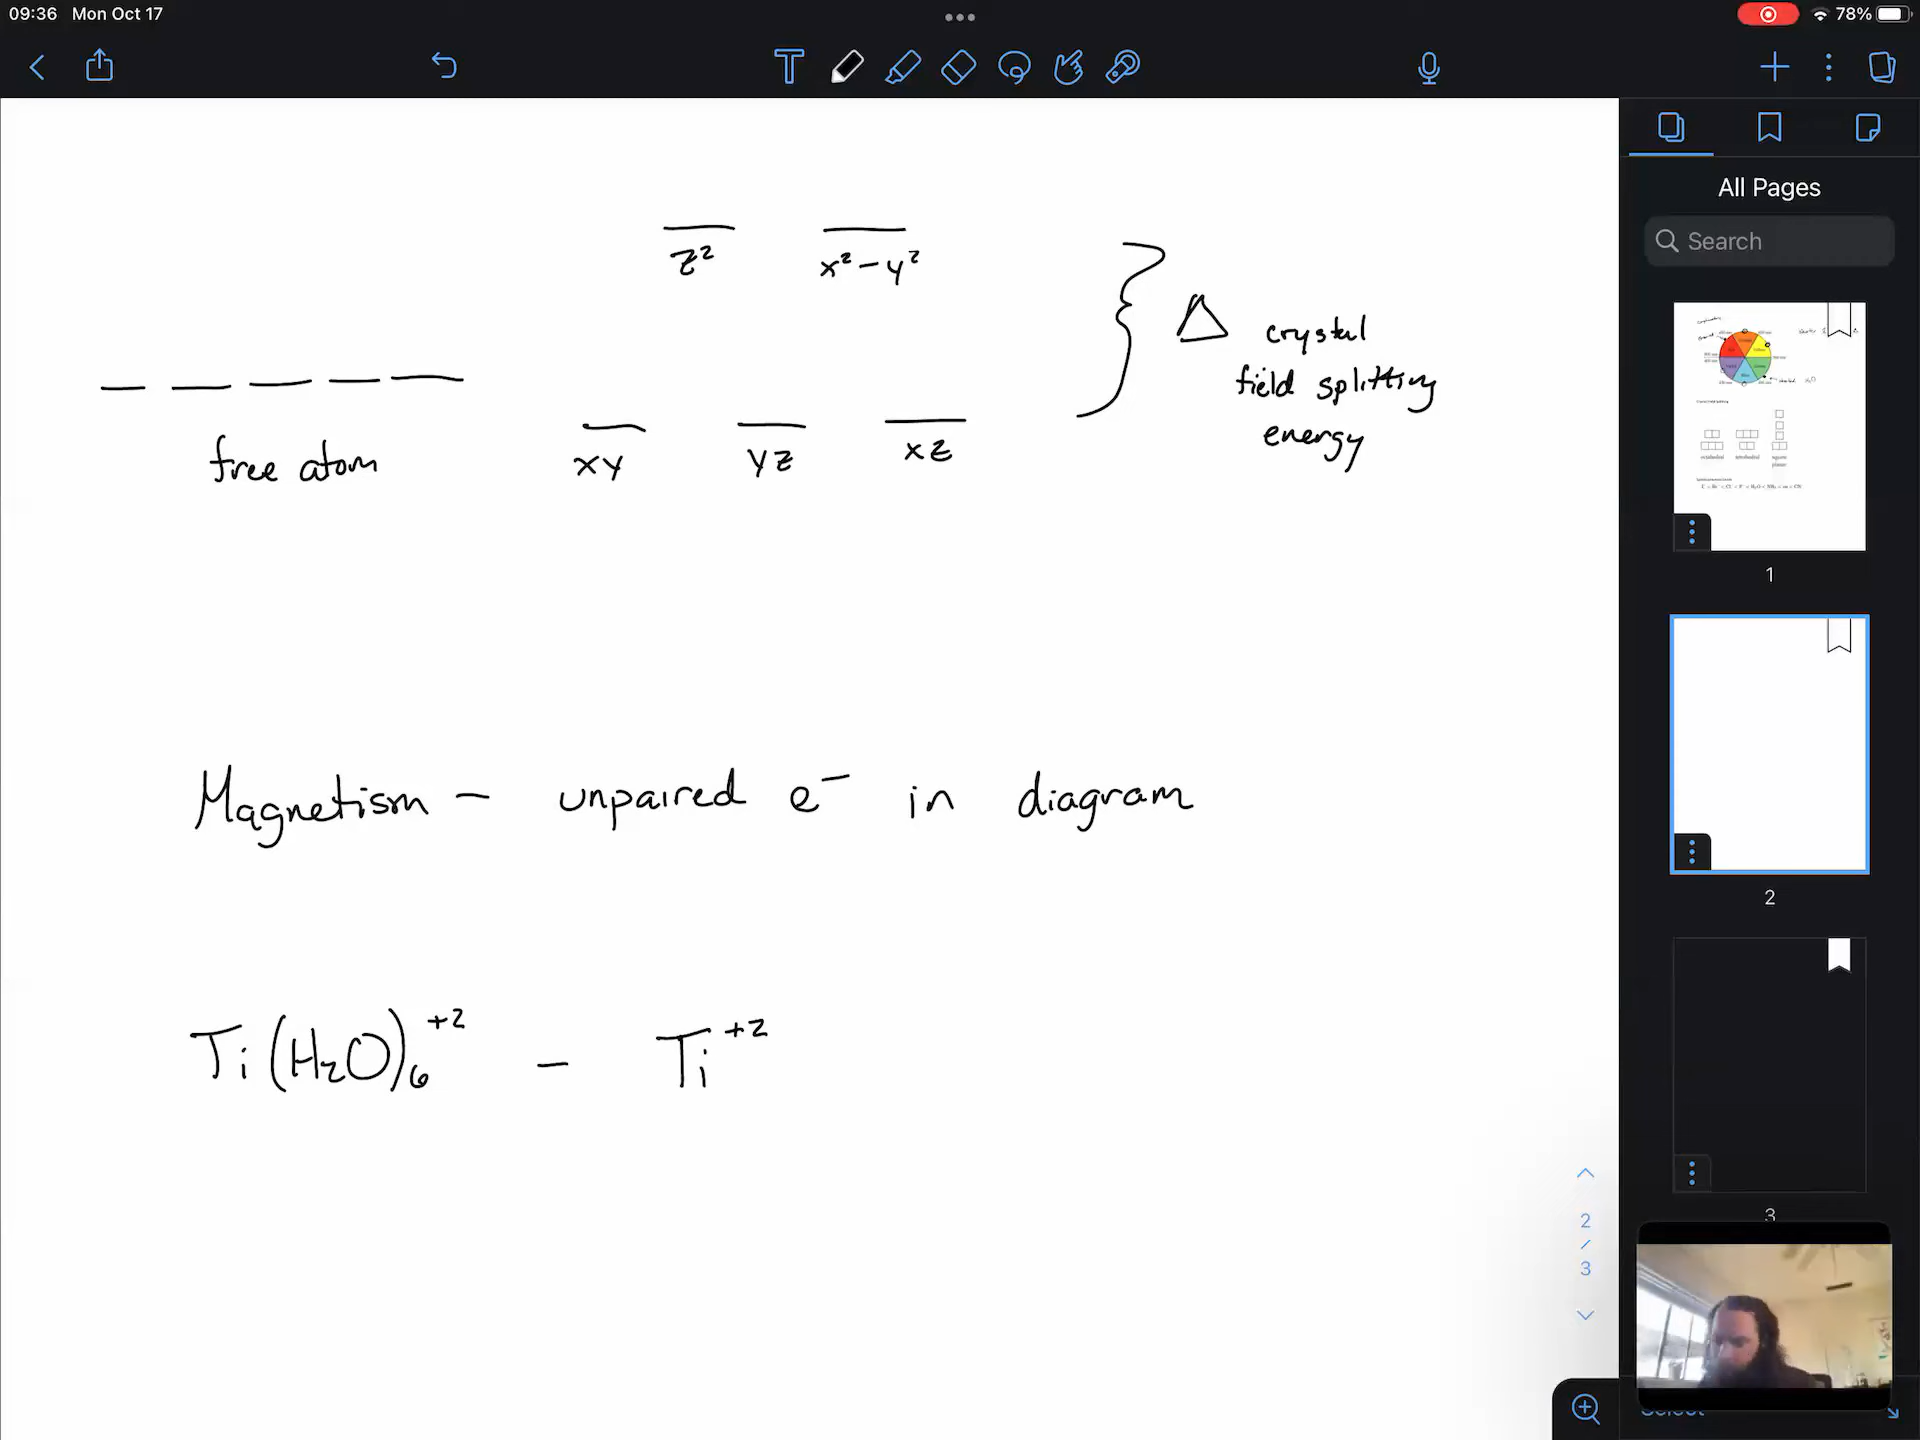 09:36 Mon Oct 17
78%
All Pages
Search
z² x²-y²
Δ crystal
field splitting
energy
free atom
xy yz xz
Magnetism - unpaired e⁻ in diagram
Ti(H₂O)₆⁺² - Ti⁺²
1
2
3
2
/
3
Select